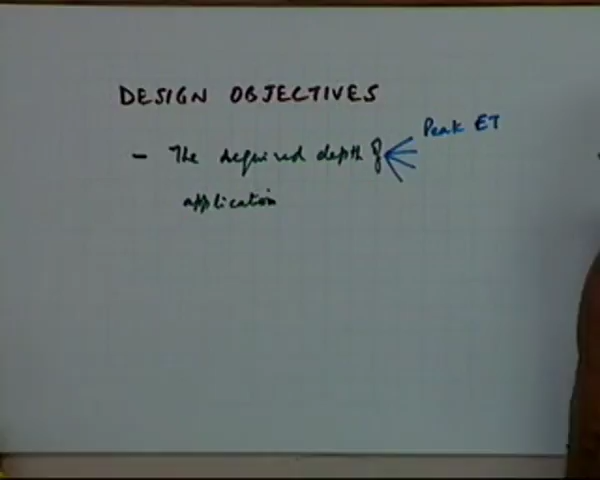 DESIGN OBJECTIVES
Peak ET
- The required depth of
application